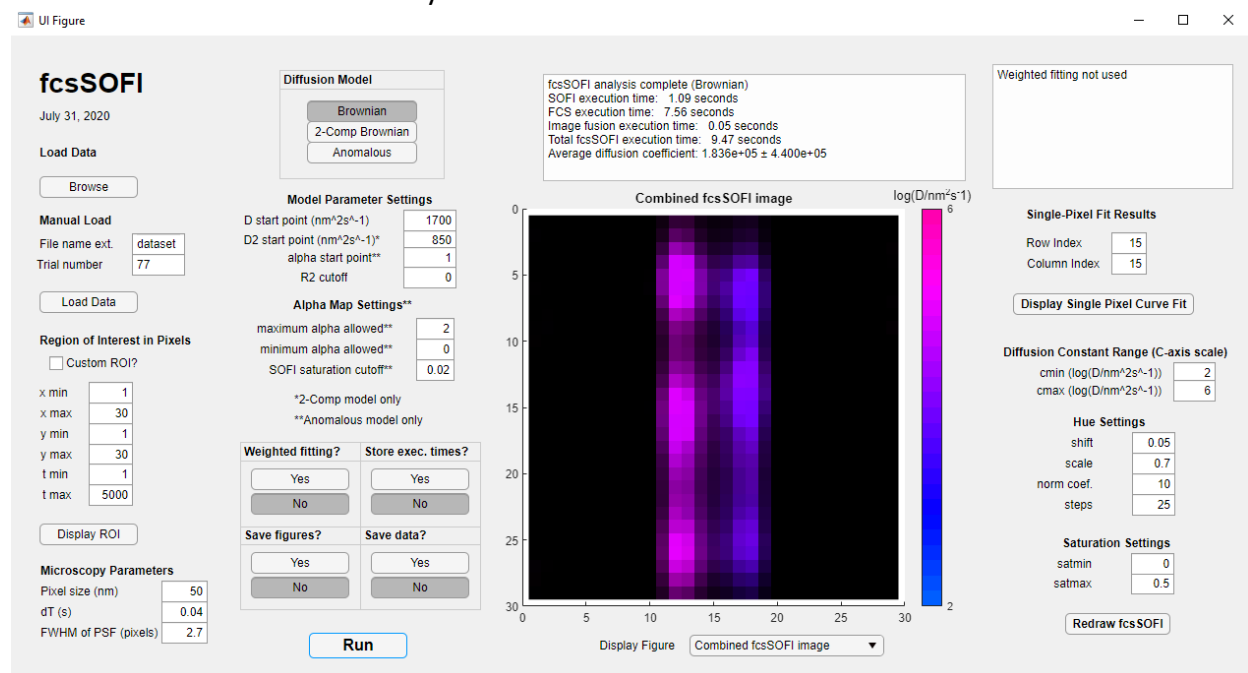 UI Figure
fcsSOFI
July 31, 2020
Load Data
Browse
Manual Load
File name ext. dataset
Trial number 77
Load Data
Region of Interest in Pixels
Custom ROI?
x min 1
x max 30
y min 1
y max 30
t min 1
t max 5000
Display ROI
Microscopy Parameters
Pixel size (nm) 50
dT (s) 0.04
FWHM of PSF (pixels) 2.7
Diffusion Model
Brownian
2-Comp Brownian
Anomalous
Model Parameter Settings
D start point (nm^2s^-1) 1700
D2 start point (nm^2s^-1)* 850
alpha start point** 1
R2 cutoff 0
Alpha Map Settings**
maximum alpha allowed** 2
minimum alpha allowed** 0
SOFI saturation cutoff** 0.02
*2-Comp model only
**Anomalous model only
Weighted fitting?
Yes
No
Store exec. times?
Yes
No
Save figures?
Yes
No
Save data?
Yes
No
Run
fcsSOFI analysis complete (Brownian)
SOFI execution time: 1.09 seconds
FCS execution time: 7.56 seconds
Image fusion execution time: 0.05 seconds
Total fcsSOFI execution time: 9.47 seconds
Average diffusion coefficient: 1.836e+05 ± 4.400e+05
Combined fcsSOFI image
log(D/nm²s⁻1)
0
5
10
15
20
25
30
0 5 10 15 20 25 30
6
2
Display Figure Combined fcsSOFI image
Weighted fitting not used
Single-Pixel Fit Results
Row Index 15
Column Index 15
Display Single Pixel Curve Fit
Diffusion Constant Range (C-axis scale)
cmin (log(D/nm^2s^-1)) 2
cmax (log(D/nm^2s^-1)) 6
Hue Settings
shift 0.05
scale 0.7
norm coef. 10
steps 25
Saturation Settings
satmin 0
satmax 0.5
Redraw fcsSOFI